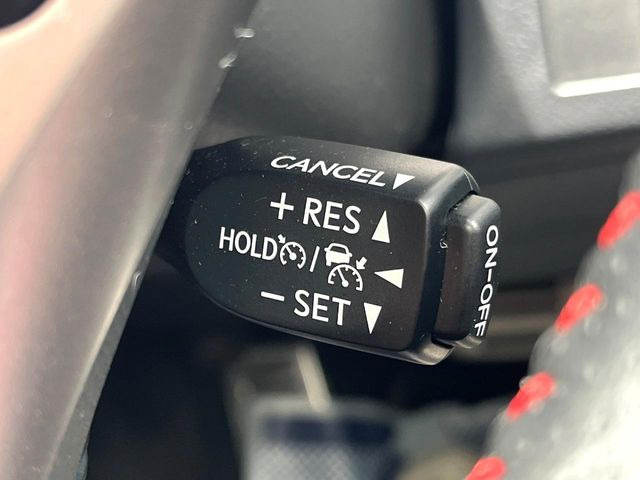 CANCEL
+ RES
HOLD /
− SET
ON-OFF